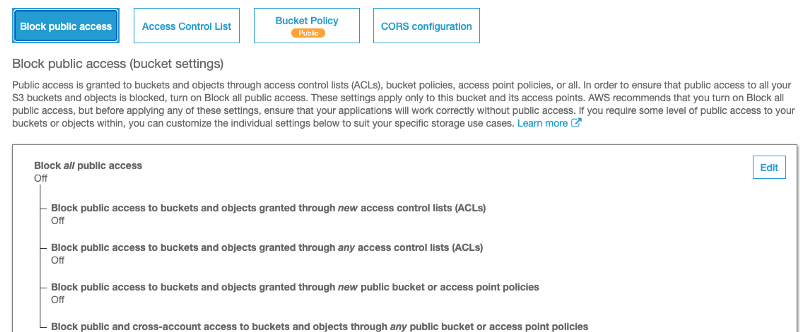 Block public access
Access Control List
Bucket Policy
Public
CORS configuration
Block public access (bucket settings)
Public access is granted to buckets and objects through access control lists (ACLs), bucket policies, access point policies, or all. In order to ensure that public access to all your
S3 buckets and objects is blocked, turn on Block all public access. These settings apply only to this bucket and its access points. AWS recommends that you turn on Block all
public access, but before applying any of these settings, ensure that your applications will work correctly without public access. If you require some level of public access to your
buckets or objects within, you can customize the individual settings below to suit your specific storage use cases. Learn more
Block all public access
Edit
Off
Block public access to buckets and objects granted through new access control lists (ACLs)
Off
Block public access to buckets and objects granted through any access control lists (ACLs)
Off
Block public access to buckets and objects granted through new public bucket or access point policies
Off
Block public and cross-account access to buckets and objects through any public bucket or access point policies